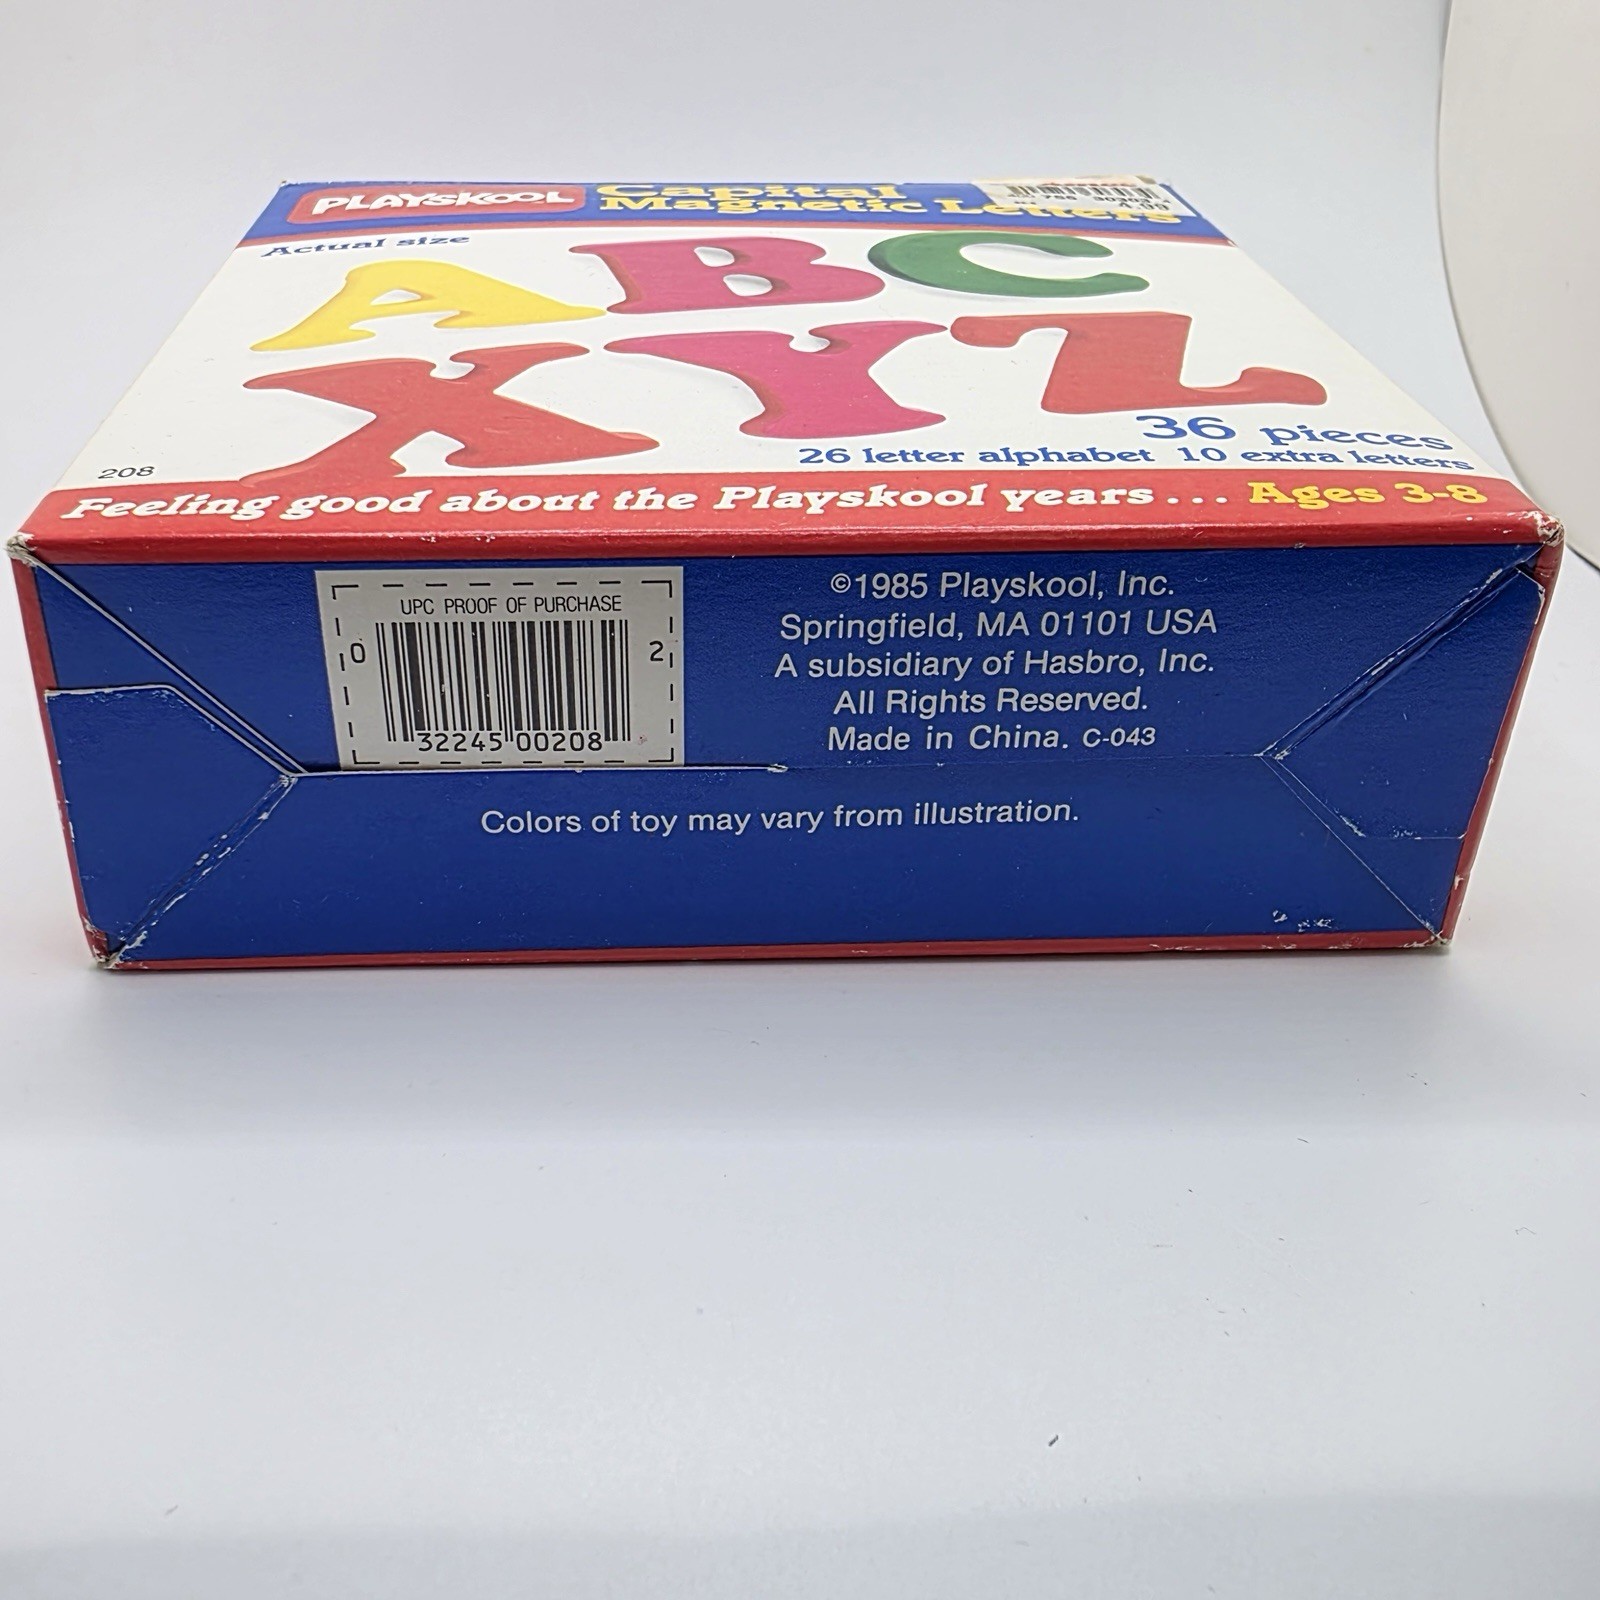 PLAYSKOOL
Capital
Magnetic Letters
4.99
Actual size
A B C
X Y Z
36 pieces
26 letter alphabet 10 extra letters
208
Feeling good about the Playskool years... Ages 3-8
UPC PROOF OF PURCHASE
0 32245 00208 2
©1985 Playskool, Inc.
Springfield, MA 01101 USA
A subsidiary of Hasbro, Inc.
All Rights Reserved.
Made in China. C-043
Colors of toy may vary from illustration.